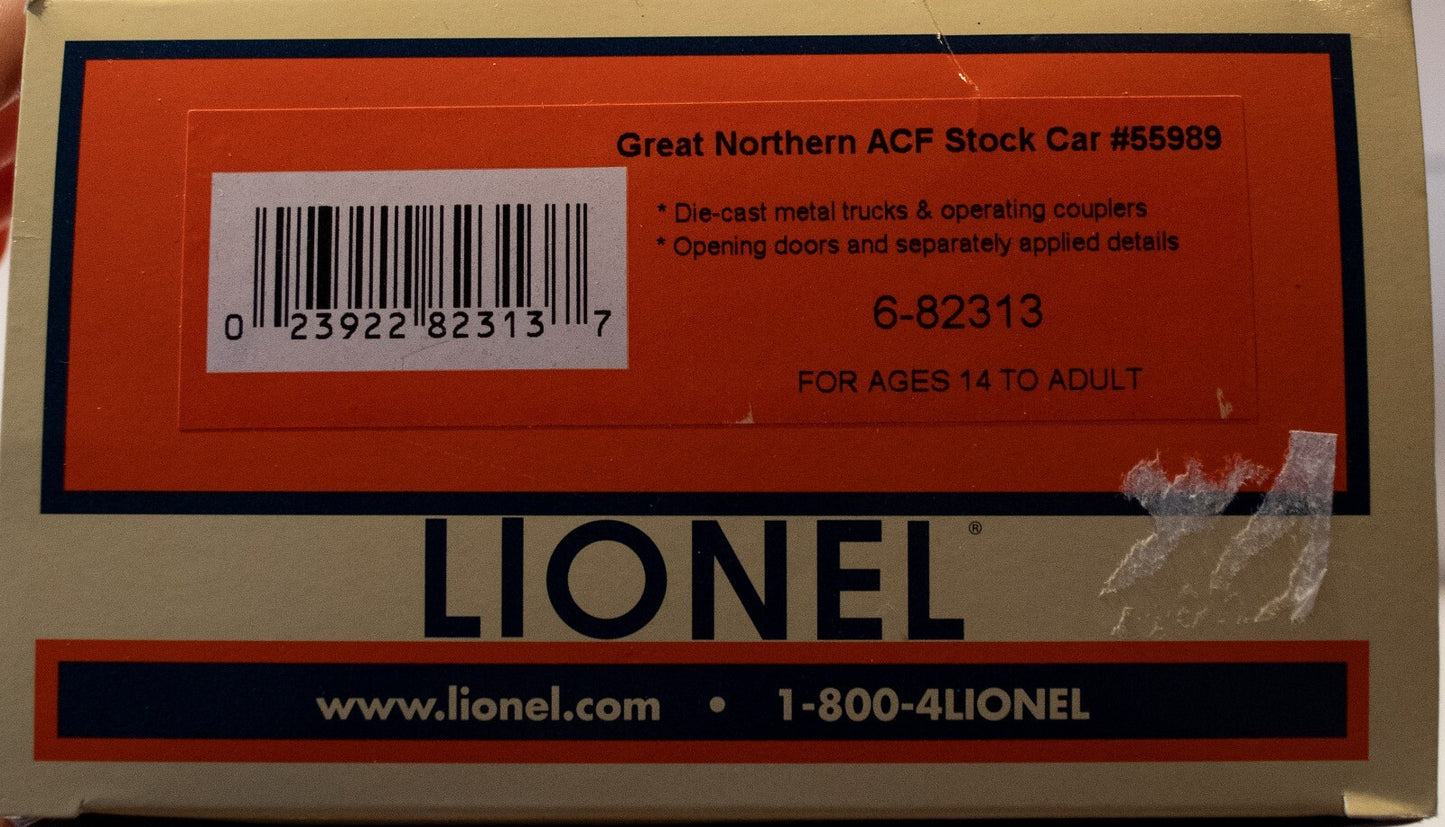 Great Northern ACF Stock Car #55989
* Die-cast metal trucks & operating couplers
* Opening doors and separately applied details
6-82313
FOR AGES 14 TO ADULT
0 23922 82313 7
LIONEL®
www.lionel.com • 1-800-4LIONEL